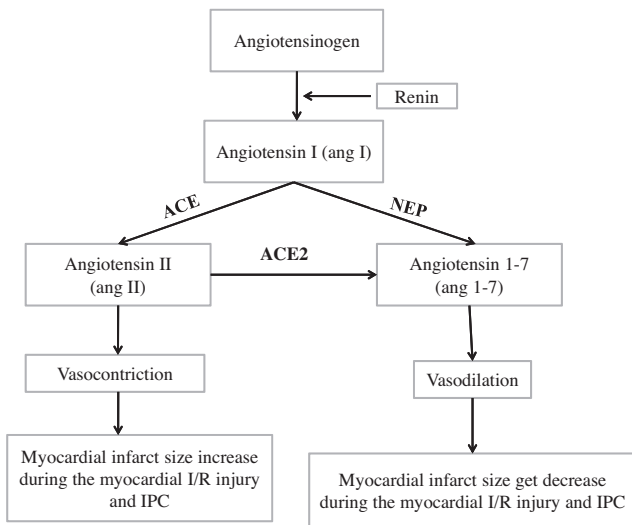 Angiotensinogen
Renin
Angiotensin I (ang I)
ACE
NEP
Angiotensin II
(ang II)
ACE2
Angiotensin 1-7
(ang 1-7)
Vasocontriction
Vasodilation
Myocardial infarct size increase
during the myocardial I/R injury
and IPC
Myocardial infarct size get decrease
during the myocardial I/R injury and IPC